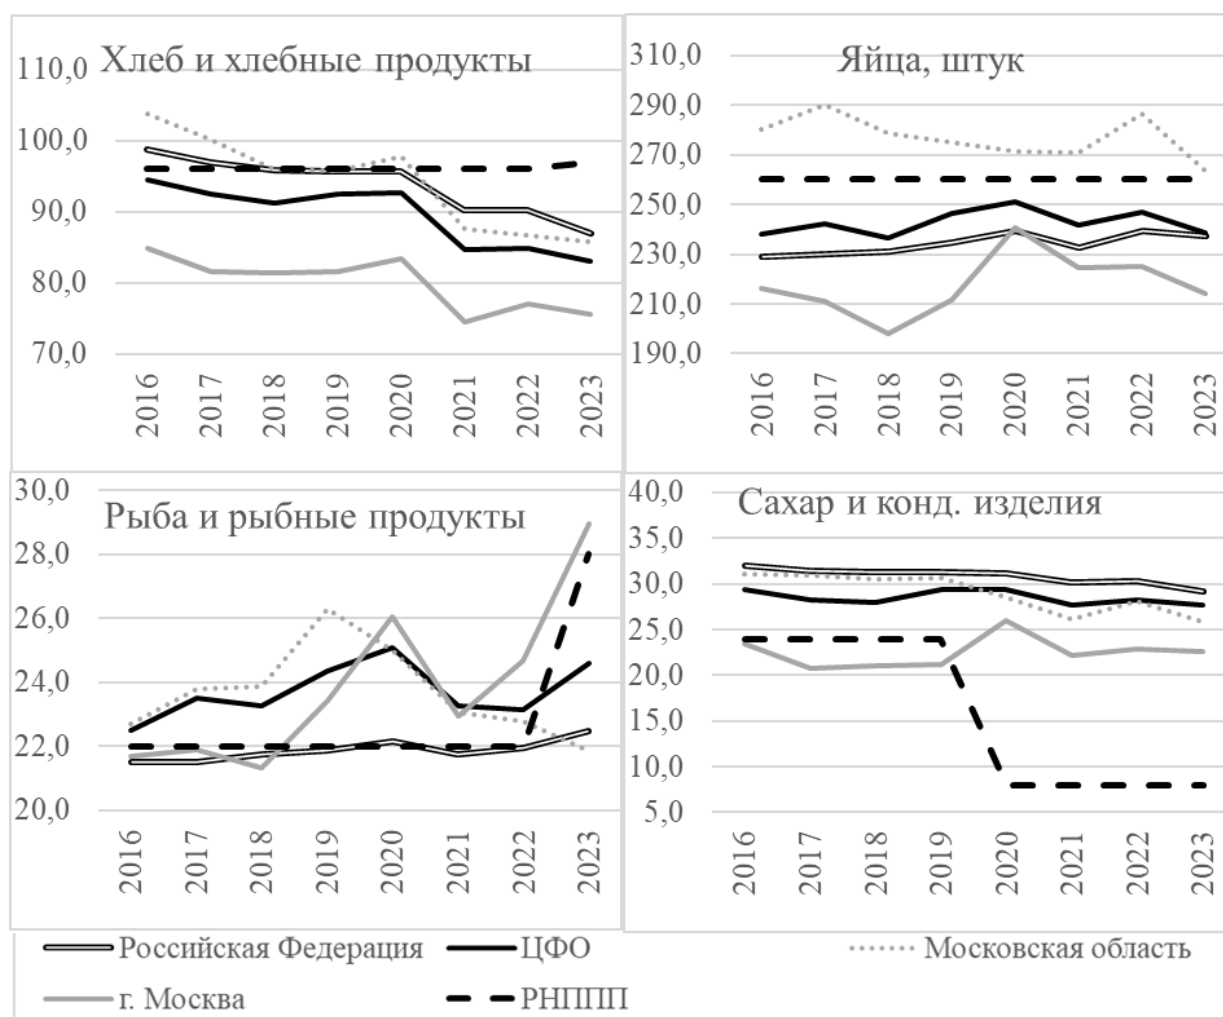 Хлеб и хлебные продукты
110,0
100,0
90,0
80,0
70,0
2016 2017 2018 2019 2020 2021 2022 2023
Яйца, штук
310,0
290,0
270,0
250,0
230,0
210,0
190,0
2016 2017 2018 2019 2020 2021 2022 2023
Рыба и рыбные продукты
30,0
28,0
26,0
24,0
22,0
20,0
2016 2017 2018 2019 2020 2021 2022 2023
Сахар и конд. изделия
40,0
35,0
30,0
25,0
20,0
15,0
10,0
5,0
2016 2017 2018 2019 2020 2021 2022 2023
Российская Федерация ЦФО Московская область
г. Москва РНППП